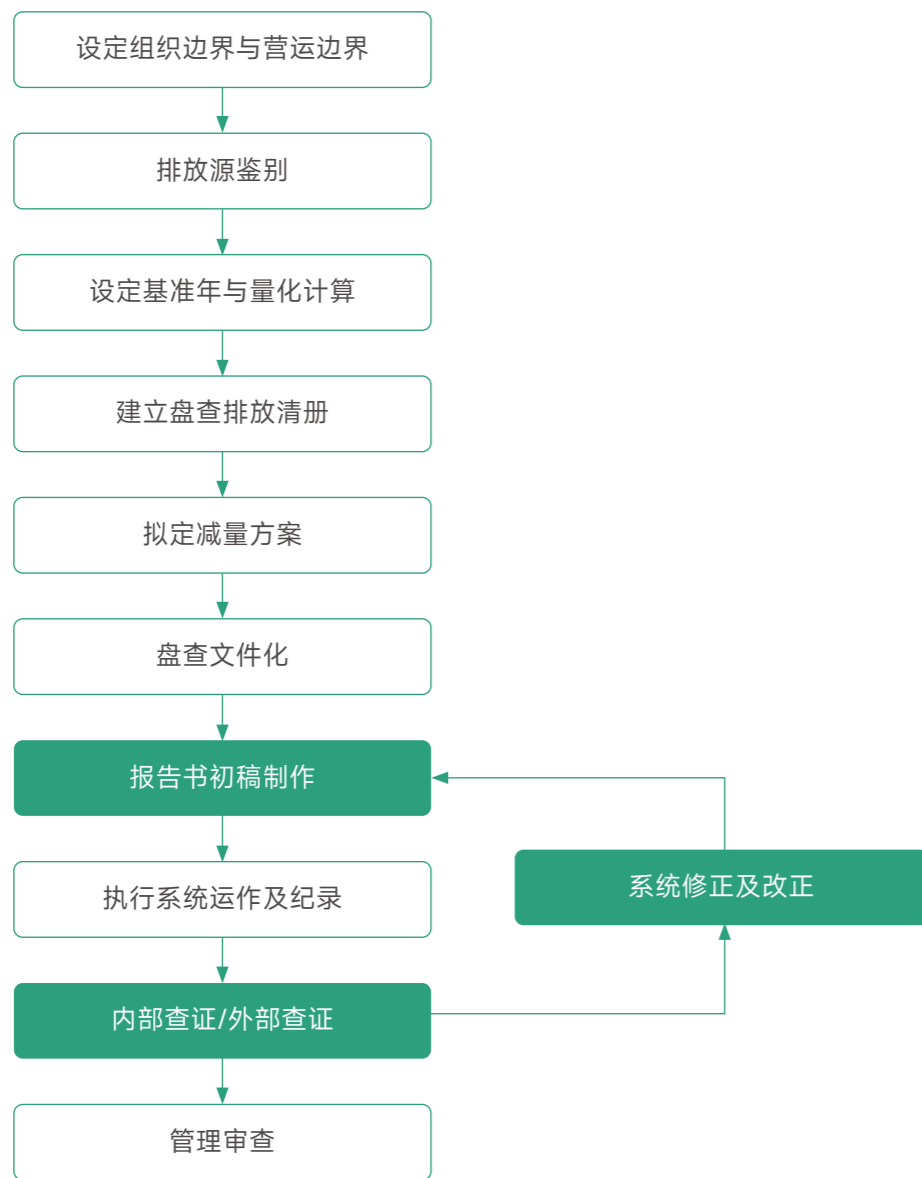 设定组织边界与营运边界
排放源鉴别
设定基准年与量化计算
建立盘查排放清册
拟定减量方案
盘查文件化
报告书初稿制作
执行系统运作及纪录
系统修正及改正
内部查证/外部查证
管理审查